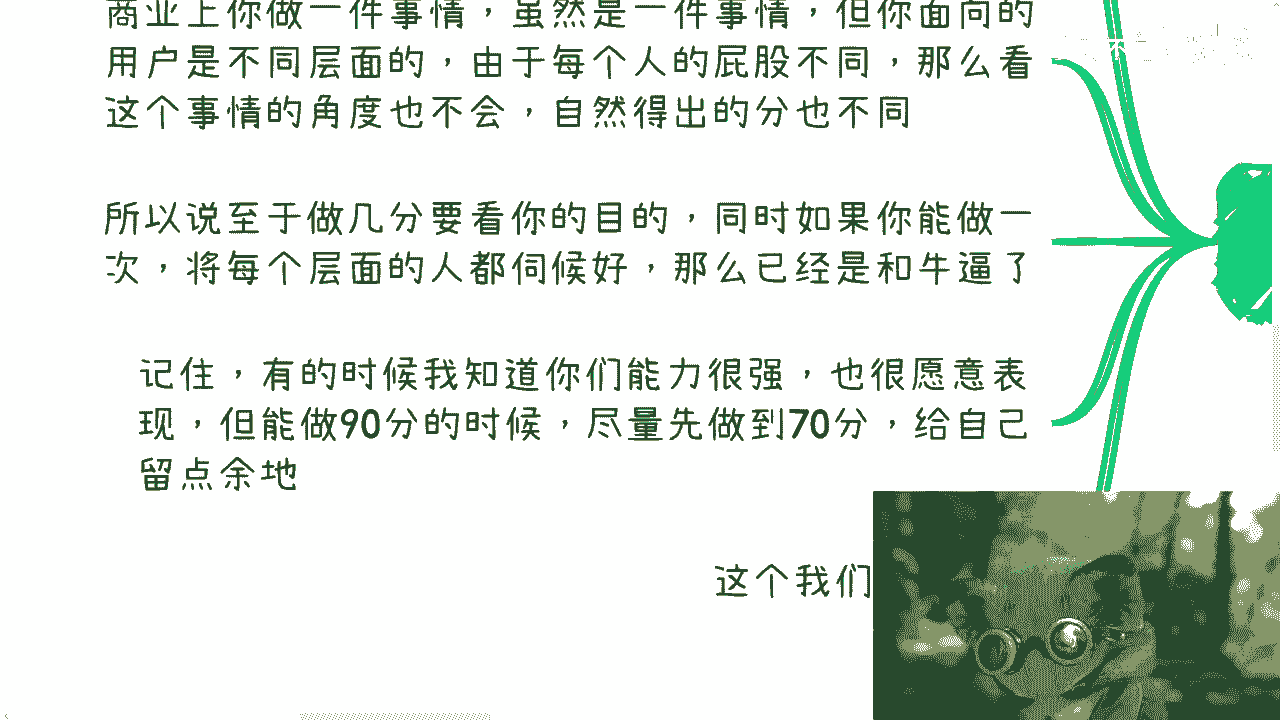 商业上你做一件事情，虽然是一件事情，但你面向的
用户是不同层面的，由于每个人的屁股不同，那么看
这个事情的角度也不会，自然得出的分也不同
所以说至于做几分要看你的目的，同时如果你能做一
次，将每个层面的人都伺候好，那么已经是和牛逼了
记住，有的时候我知道你们能力很强，也很愿意表
现，但能做90分的时候，尽量先做到70分，给自己
留点余地
这个我们